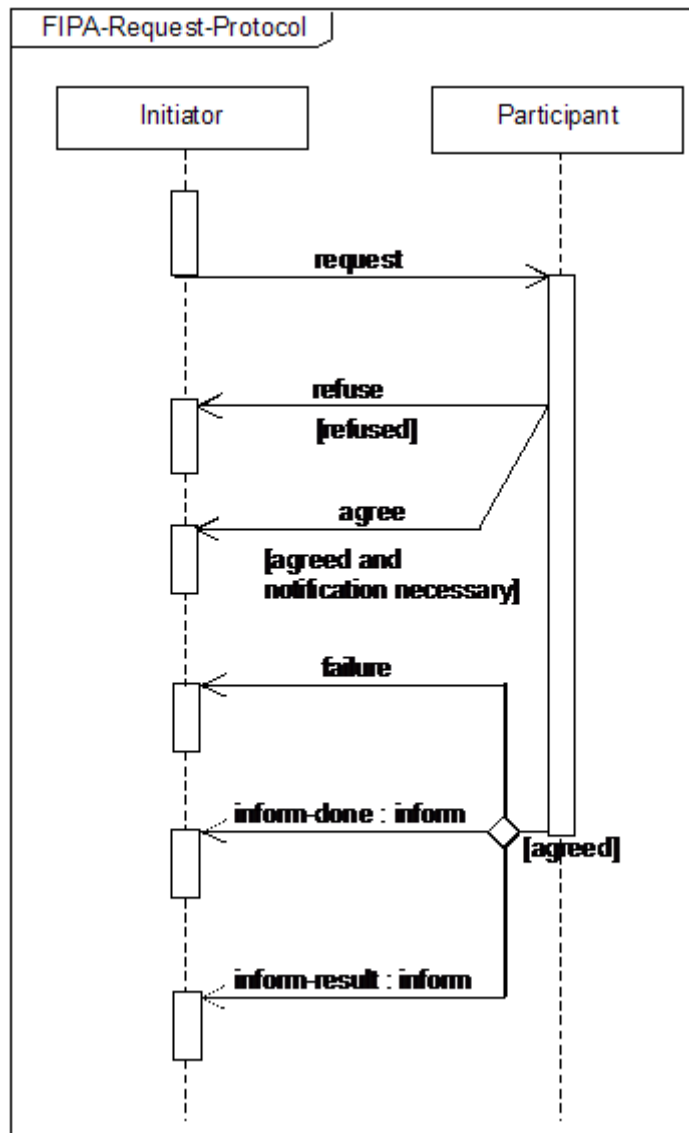 FIPA-Request-Protocol
Initiator
Participant
request
refuse
[refused]
agree
[agreed and
notification necessary]
failure
inform-done : inform
[agreed]
inform-result : inform